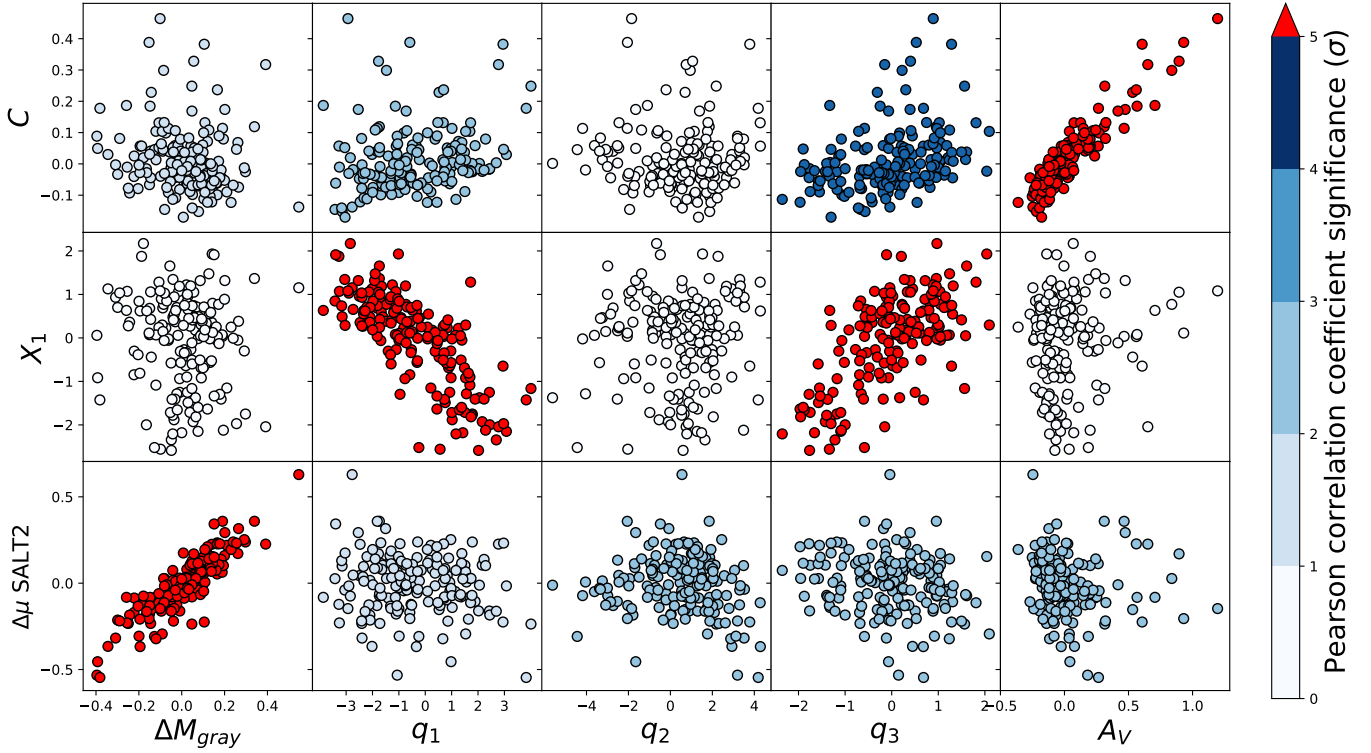 C
0.4
0.3
0.2
0.1
0.0
−0.1
X1
2
1
0
−1
−2
Δμ SALT2
0.5
0.0
−0.5
−0.4 −0.2 0.0 0.2 0.4
ΔMgray
−3 −2 −1 0 1 2 3
q1
−4 −2 0 2 4
q2
−2 −1 0 1 2
q3
−0.5 0.0 0.5 1.0
AV
5
4
3
2
1
0
Pearson correlation coefficient significance (σ)